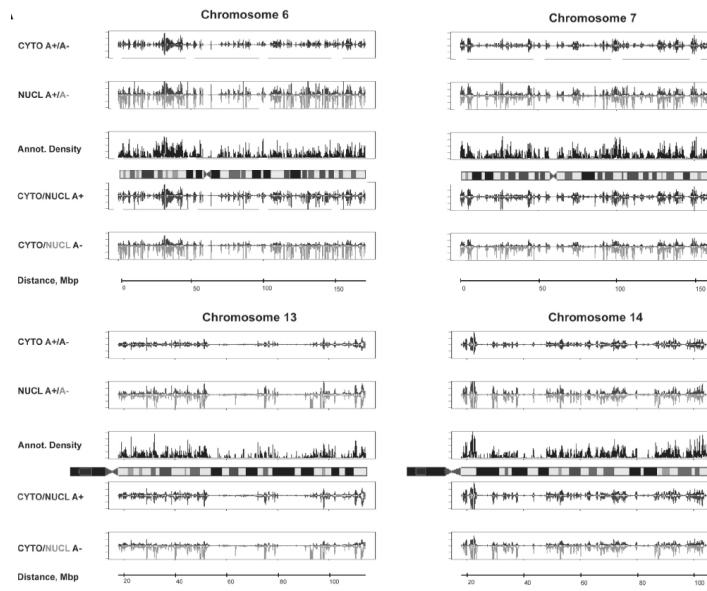 A
Chromosome 6
Chromosome 7
CYTO A+/A-
NUCL A+/A-
Annot. Density
CYTO/NUCL A+
CYTO/NUCL A-
Distance, Mbp
0 50 100 150
0 50 100 150
Chromosome 13
Chromosome 14
CYTO A+/A-
NUCL A+/A-
Annot. Density
CYTO/NUCL A+
CYTO/NUCL A-
Distance, Mbp
20 40 60 80 100
20 40 60 80 100